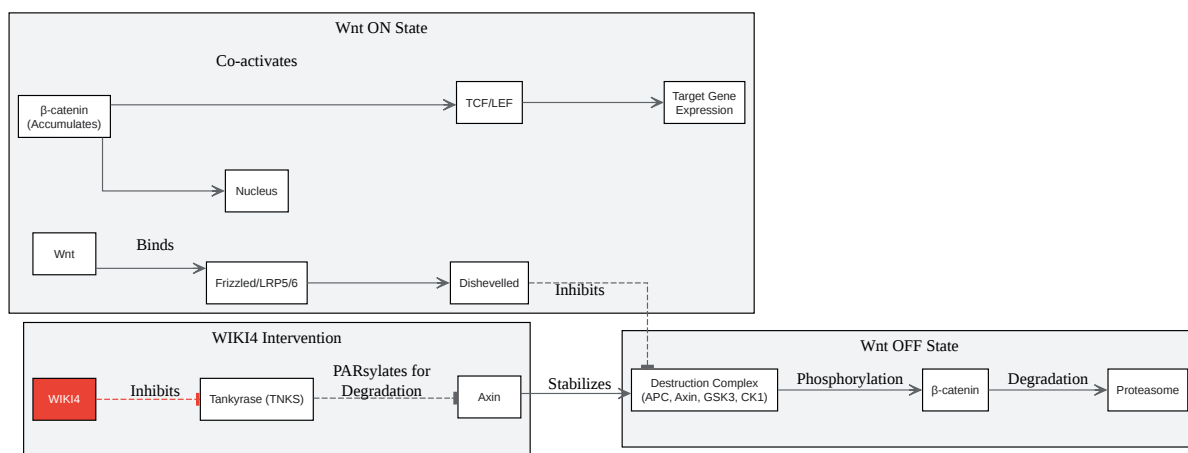 Wnt ON State
Co-activates
β-catenin
(Accumulates)
TCF/LEF
Target Gene
Expression
Nucleus
Wnt
Binds
Frizzled/LRP5/6
Dishevelled
Inhibits
WIKI4 Intervention
WIKI4
Inhibits
Tankyrase (TNKS)
PARsylates for
Degradation
Axin
Stabilizes
Wnt OFF State
Destruction Complex
(APC, Axin, GSK3, CK1)
Phosphorylation
β-catenin
Degradation
Proteasome